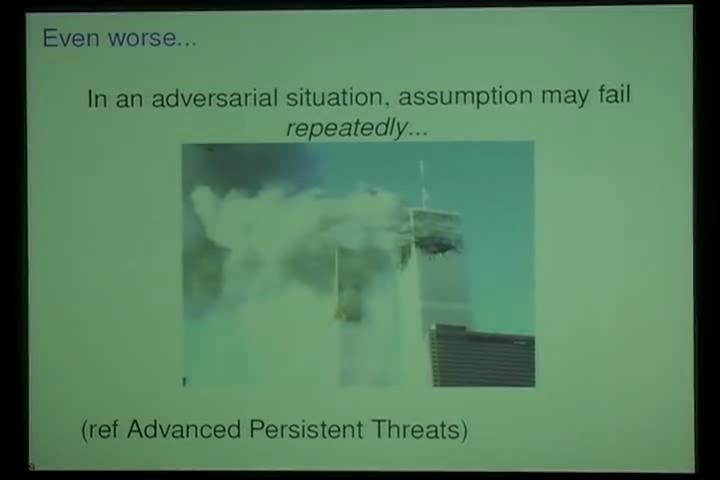 Even worse...
In an adversarial situation, assumption may fail
repeatedly...
(ref Advanced Persistent Threats)